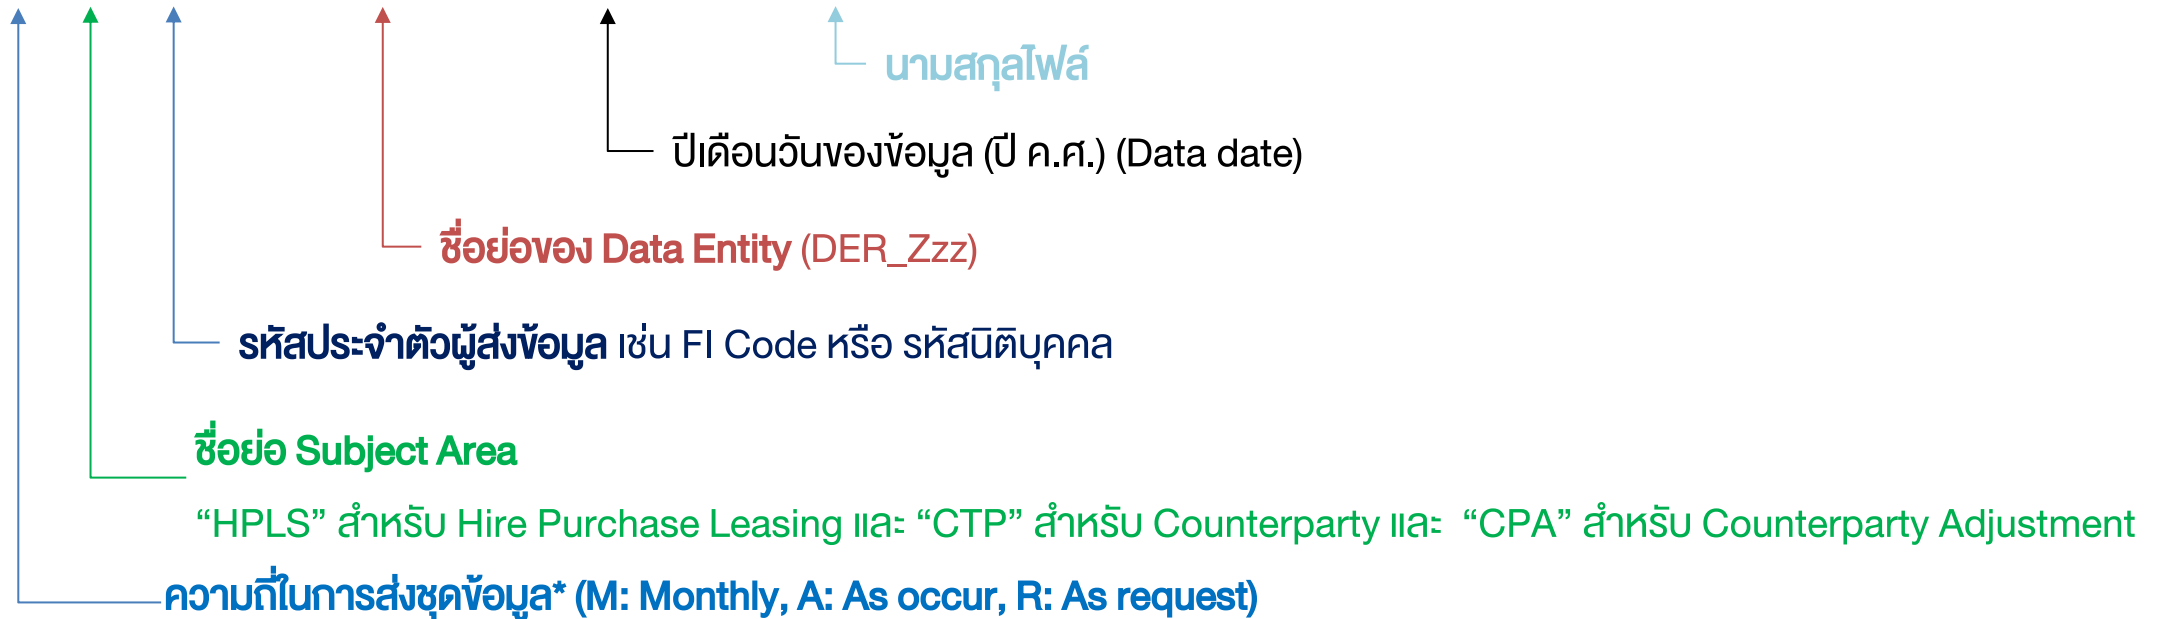 นามสกุลไฟล์
ปีเดือนวันของข้อมูล (ปี ค.ศ.) (Data date)
ชื่อย่อของ Data Entity (DER_Zzz)
รหัสประจำตัวผู้ส่งข้อมูล เช่น FI Code หรือ รหัสนิติบุคคล
ชื่อย่อ Subject Area
“HPLS” สำหรับ Hire Purchase Leasing และ “CTP” สำหรับ Counterparty และ “CPA” สำหรับ Counterparty Adjustment
ความถี่ในการส่งชุดข้อมูล* (M: Monthly, A: As occur, R: As request)